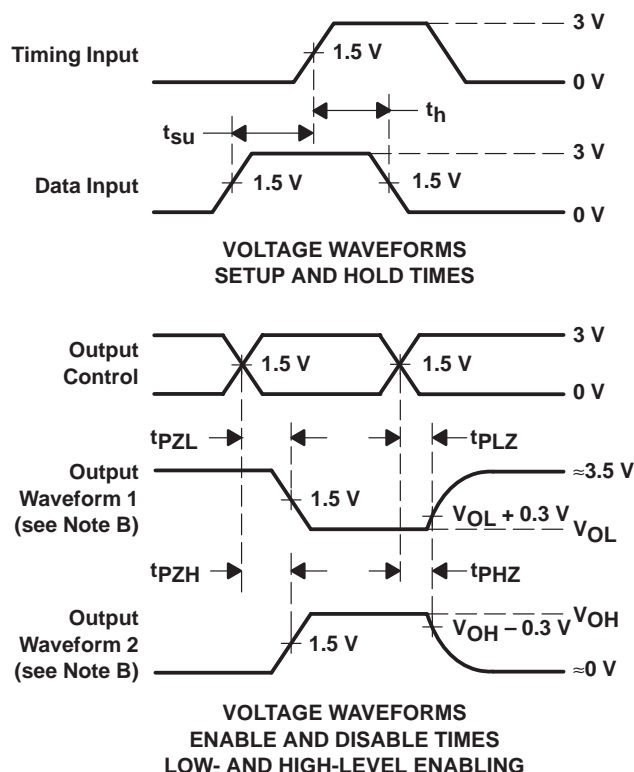 3 V
Timing Input
1.5 V
0 V
tsu
th
3 V
Data Input
1.5 V
1.5 V
0 V
VOLTAGE WAVEFORMS
SETUP AND HOLD TIMES
Output
Control
3 V
1.5 V
1.5 V
0 V
tPZL
tPLZ
Output
Waveform 1
(see Note B)
≈3.5 V
1.5 V
VOL + 0.3 V
VOL
tPZH
tPHZ
Output
Waveform 2
(see Note B)
VOH
VOH – 0.3 V
1.5 V
≈0 V
VOLTAGE WAVEFORMS
ENABLE AND DISABLE TIMES
LOW- AND HIGH-LEVEL ENABLING